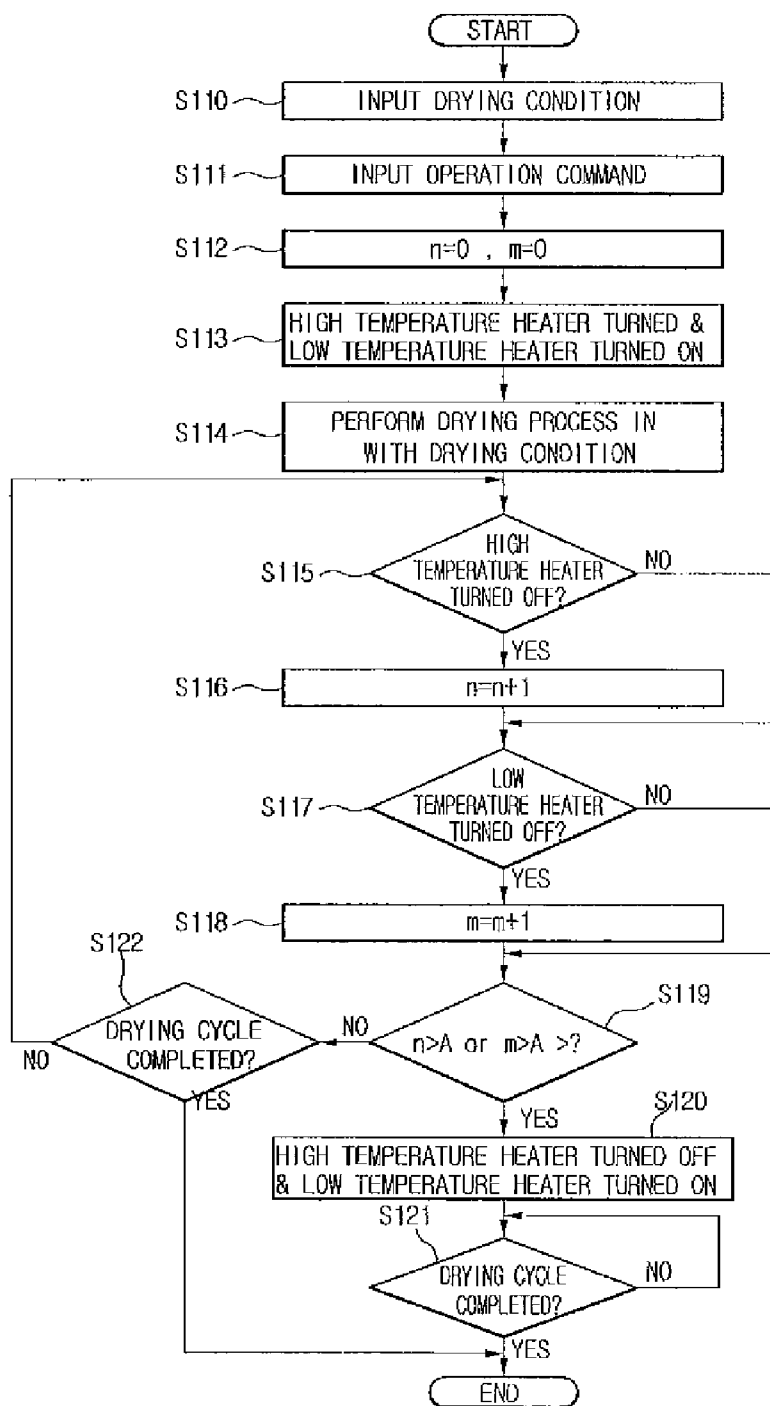 START
S110
INPUT DRYING CONDITION
S111
INPUT OPERATION COMMAND
S112
n=0 , m=0
S113
HIGH TEMPERATURE HEATER TURNED &
LOW TEMPERATURE HEATER TURNED ON
S114
PERFORM DRYING PROCESS IN
WITH DRYING CONDITION
S115
HIGH
TEMPERATURE HEATER
TURNED OFF?
NO
YES
S116
n=n+1
S117
LOW
TEMPERATURE HEATER
TURNED OFF?
NO
YES
S118
m=m+1
S122
DRYING CYCLE
COMPLETED?
NO
YES
NO
S119
n>A or m>A >?
YES
S120
HIGH TEMPERATURE HEATER TURNED OFF
& LOW TEMPERATURE HEATER TURNED ON
S121
DRYING CYCLE
COMPLETED?
NO
YES
END